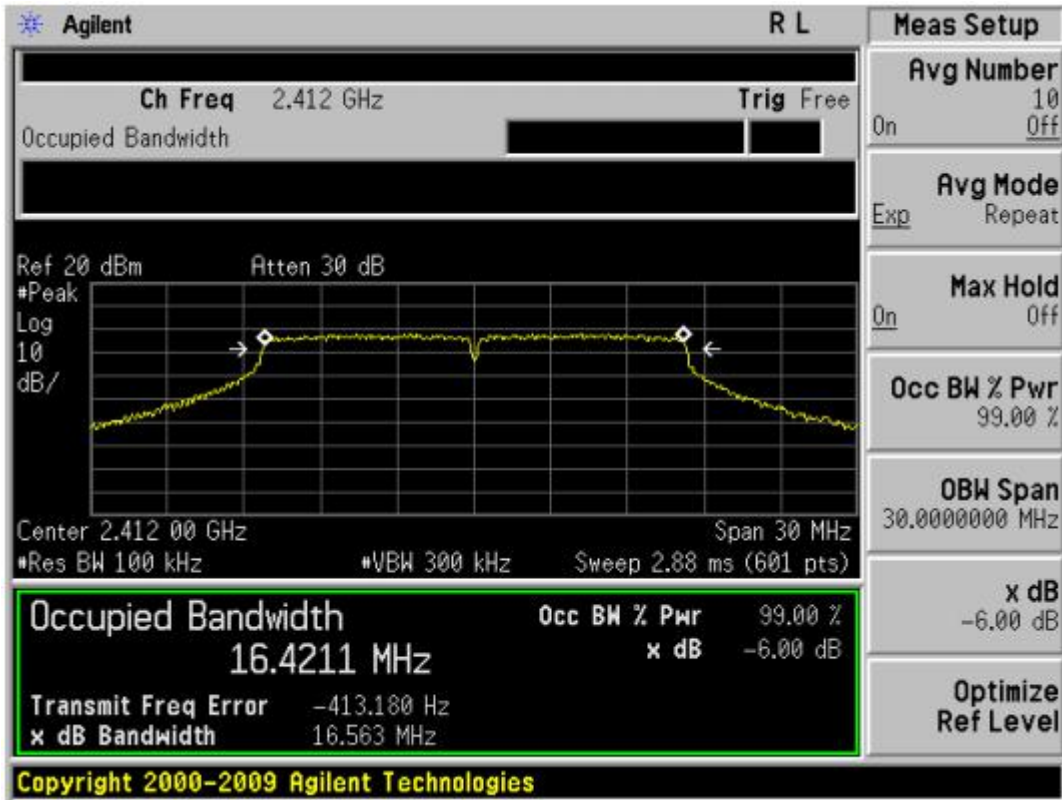 Agilent R L
Ch Freq 2.412 GHz Trig Free
Occupied Bandwidth
Ref 20 dBm Atten 30 dB
#Peak
Log
10
dB/
Center 2.412 00 GHz Span 30 MHz
#Res BW 100 kHz #VBW 300 kHz Sweep 2.88 ms (601 pts)
Occupied Bandwidth Occ BW % Pwr 99.00 %
16.4211 MHz x dB -6.00 dB
Transmit Freq Error -413.180 Hz
x dB Bandwidth 16.563 MHz
Copyright 2000-2009 Agilent Technologies
Meas Setup
Avg Number
10
On Off
Avg Mode
Exp Repeat
Max Hold
On Off
Occ BW % Pwr
99.00 %
OBW Span
30.0000000 MHz
x dB
-6.00 dB
Optimize
Ref Level